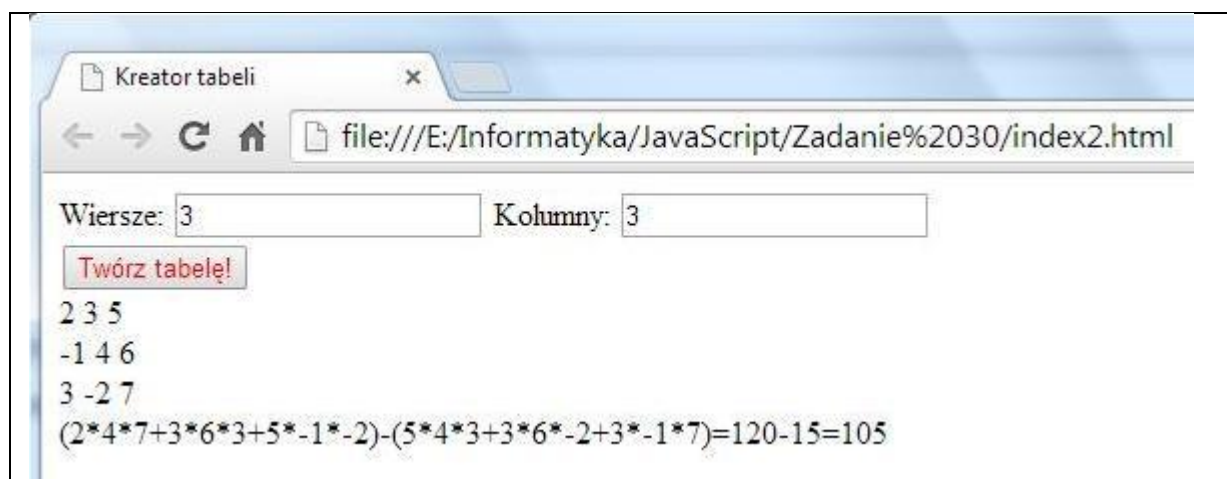 Kreator tabeli
file:///E:/Informatyka/JavaScript/Zadanie%2030/index2.html
Wiersze: 3 Kolumny: 3
Twórz tabelę!
2 3 5
-1 4 6
3 -2 7
(2*4*7+3*6*3+5*-1*-2)-(5*4*3+3*6*-2+3*-1*7)=120-15=105